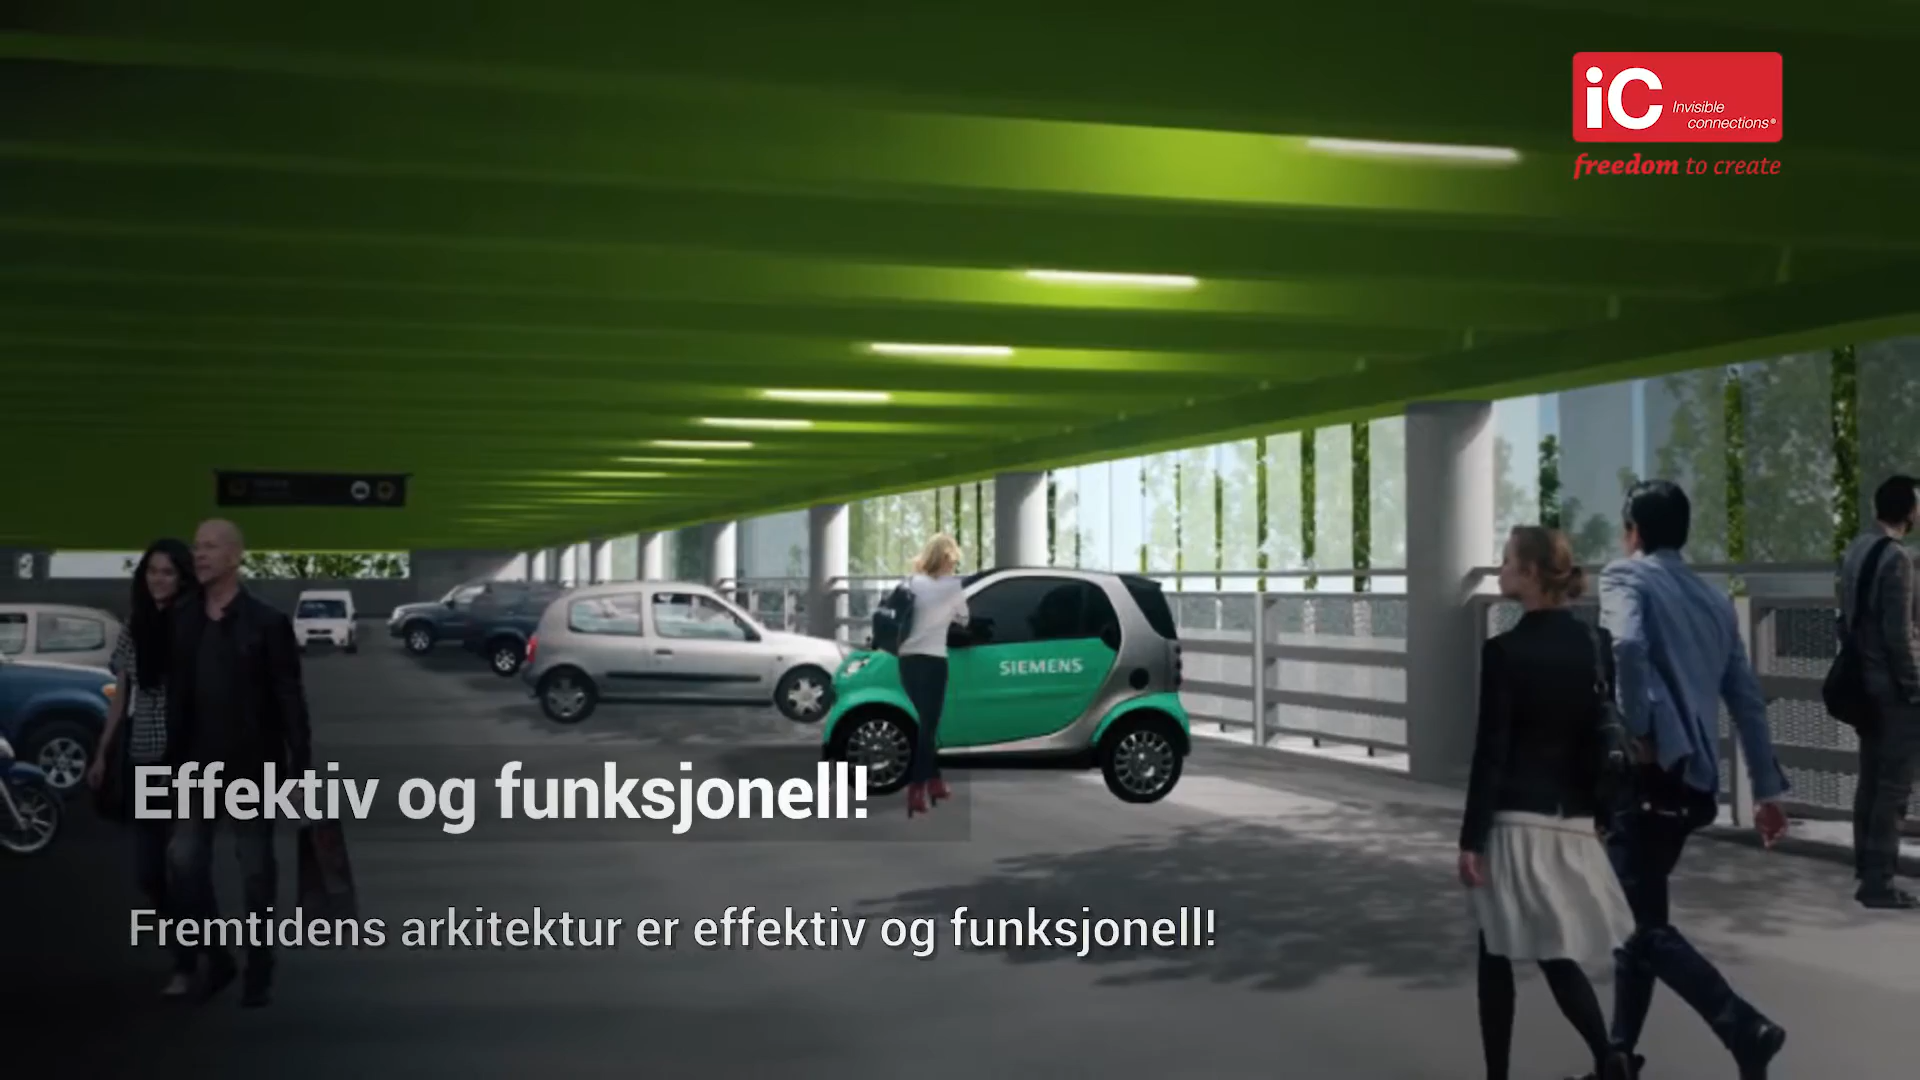 iC Invisible
connections®
freedom to create
SIEMENS
Effektiv og funksjonell!
Fremtidens arkitektur er effektiv og funksjonell!